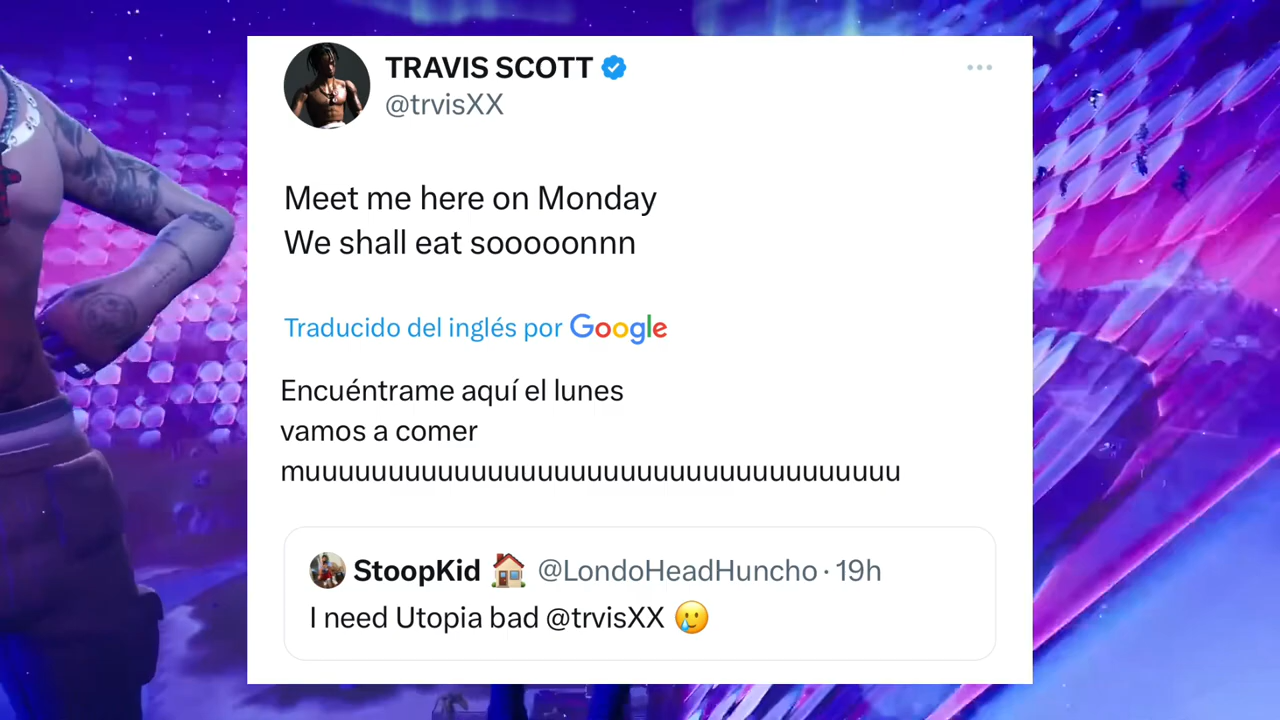 TRAVIS SCOTT
@trvisXX
Meet me here on Monday
We shall eat sooooonnn
Traducido del inglés por Google
Encuéntrame aquí el lunes
vamos a comer
muuuuuuuuuuuuuuuuuuuuuuuuuuuuuuuuuuuu
StoopKid 🏠 @LondoHeadHuncho · 19h
I need Utopia bad @trvisXX 🥲